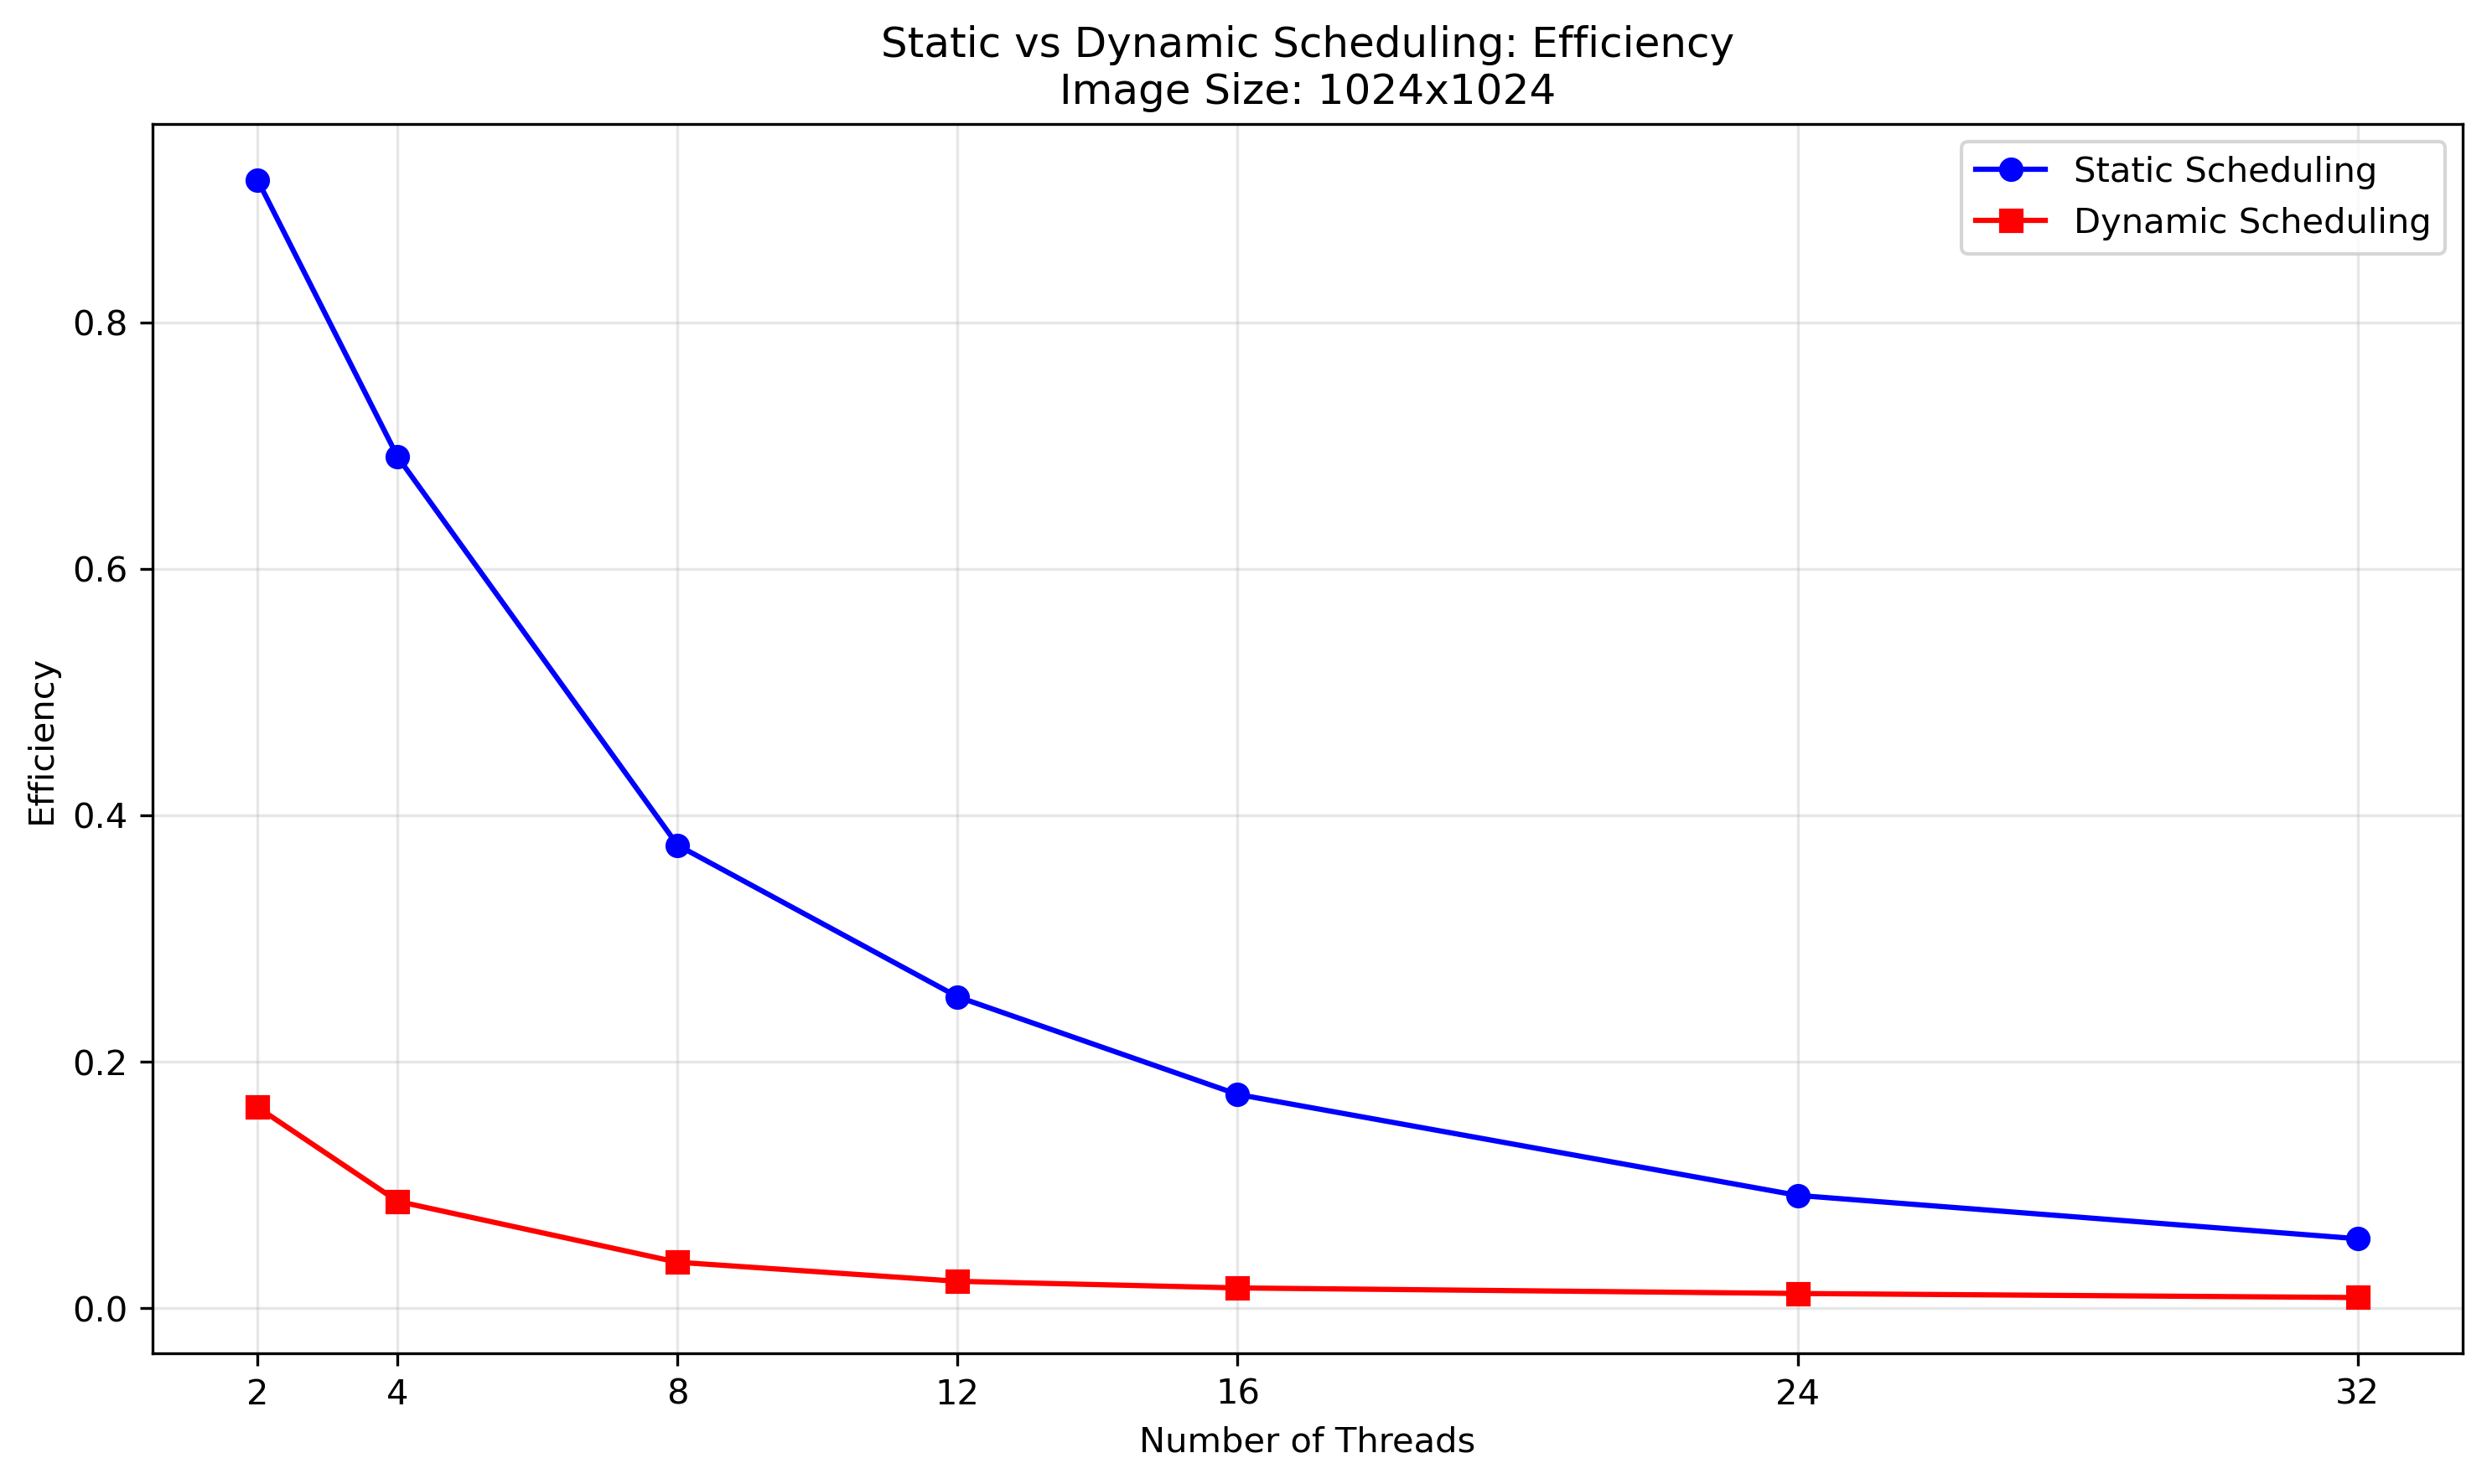 Static vs Dynamic Scheduling: Efficiency
Image Size: 1024x1024
Static Scheduling
Dynamic Scheduling
Efficiency
0.8
0.6
0.4
0.2
0.0
2 4 8 12 16 24 32
Number of Threads